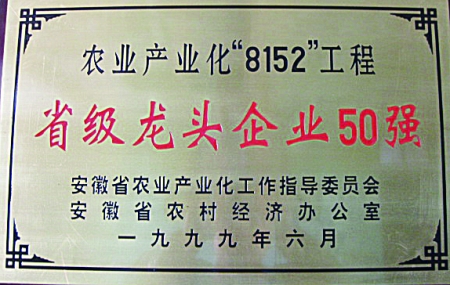 农业产业化“8152”工程
省级龙头企业50强
安徽省农业产业化工作指导委员会
安徽省农村经济办公室
一九九九年六月